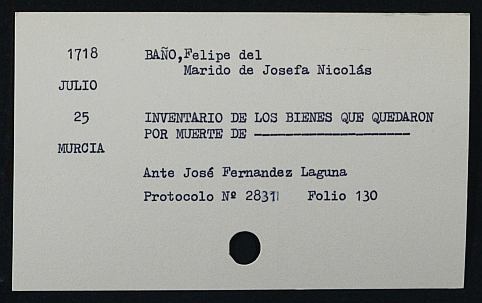 1718 BAÑO,Felipe del
Marido de Josefa Nicolás
JULIO
25 INVENTARIO DE LOS BIENES QUE QUEDARON
POR MUERTE DE --------------------
MURCIA
Ante José Fernandez Laguna
Protocolo Nº 2831 Folio 130